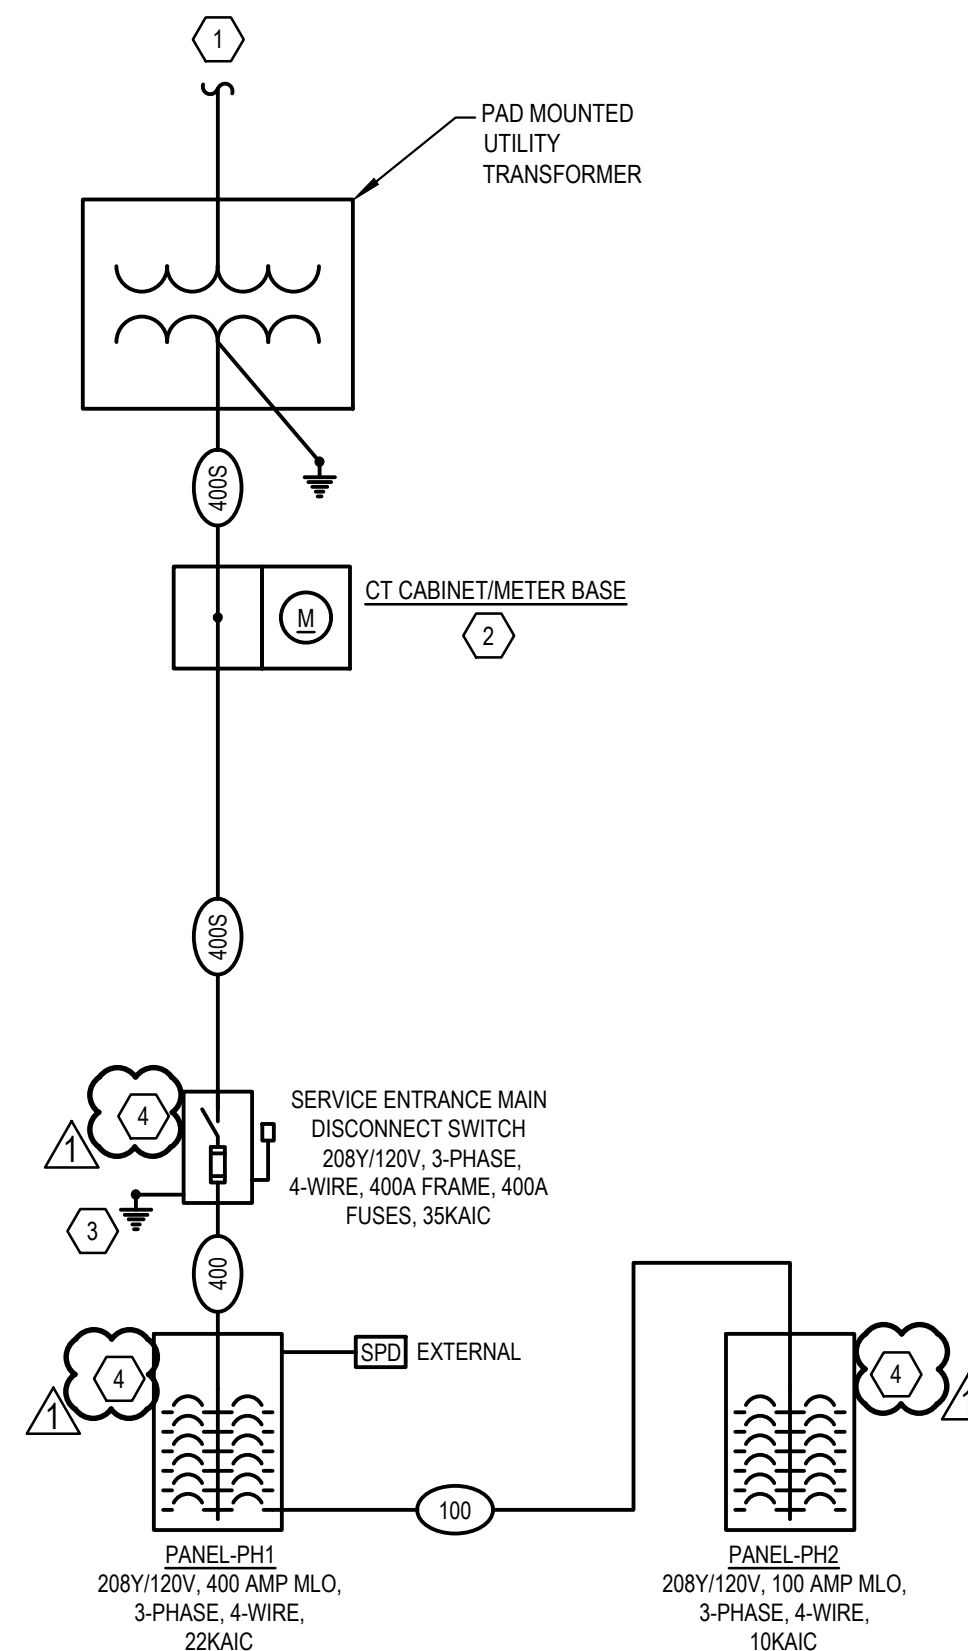 1
PAD MOUNTED
UTILITY
TRANSFORMER
400S
M
CT CABINET/METER BASE
2
400S
4
1
3
SERVICE ENTRANCE MAIN
DISCONNECT SWITCH
208Y/120V, 3-PHASE,
4-WIRE, 400A FRAME, 400A
FUSES, 35KAIC
400
4
1
SPD EXTERNAL
4
1
100
PANEL-PH1
208Y/120V, 400 AMP MLO,
3-PHASE, 4-WIRE,
22KAIC
PANEL-PH2
208Y/120V, 100 AMP MLO,
3-PHASE, 4-WIRE,
10KAIC